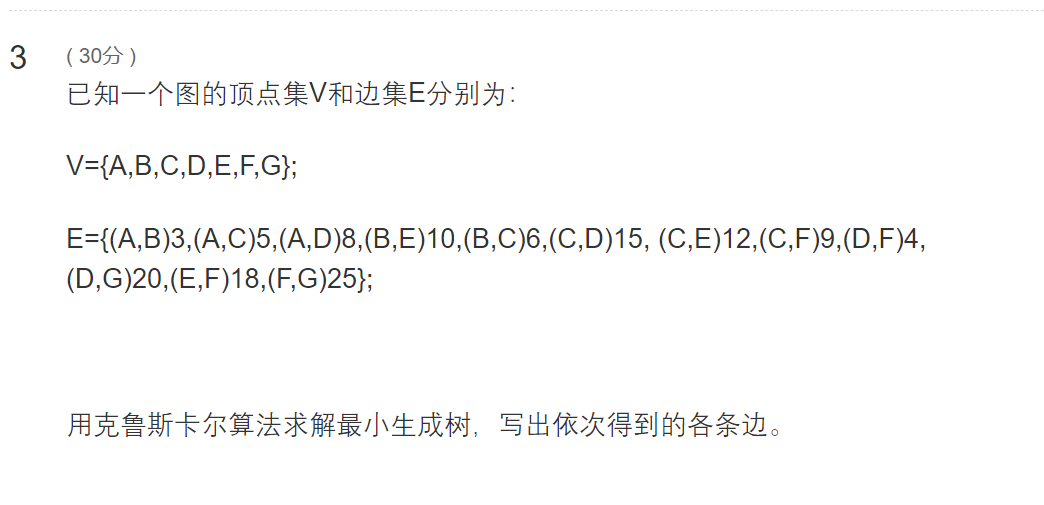 3 ( 30分 )
已知一个图的顶点集V和边集E分别为:
V={A,B,C,D,E,F,G};
E={(A,B)3,(A,C)5,(A,D)8,(B,E)10,(B,C)6,(C,D)15, (C,E)12,(C,F)9,(D,F)4,
(D,G)20,(E,F)18,(F,G)25};
用克鲁斯卡尔算法求解最小生成树，写出依次得到的各条边。